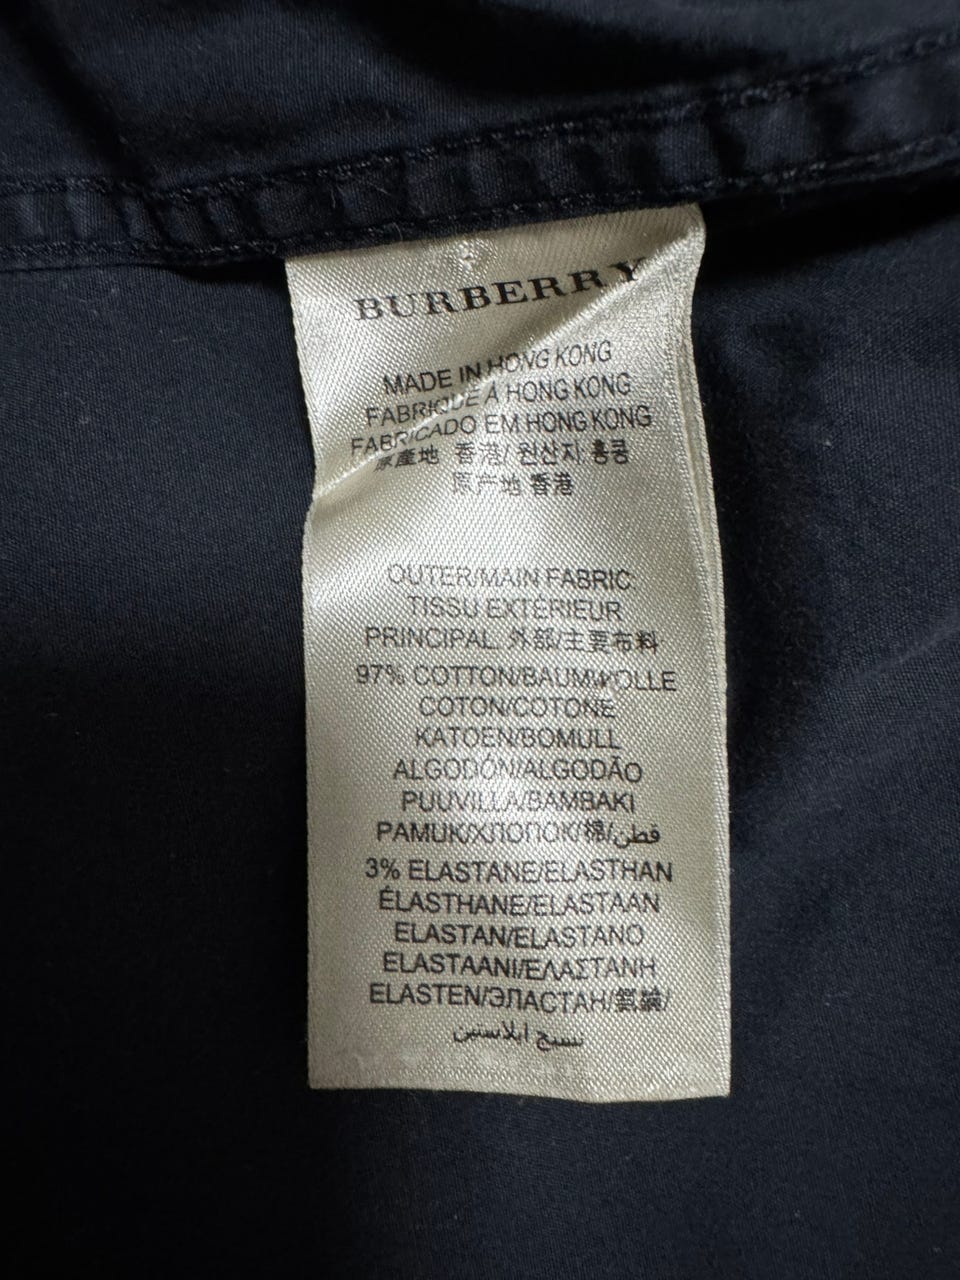 BURBERRY
MADE IN HONG KONG
FABRIQUÉ À HONG KONG
FABRICADO EM HONG KONG
原産地 香港/ 원산지 홍콩
原产地 香港
OUTER/MAIN FABRIC
TISSU EXTÉRIEUR
PRINCIPAL 外部/主要布料
97% COTTON/BAUMWOLLE
COTON/COTONE
KATOEN/BOMULL
ALGODÓN/ALGODÃO
PUUVILLA/BAMBAKI
PAMUK/ХЛОПОК/棉/قطن
3% ELASTANE/ELASTHAN
ÉLASTHANE/ELASTAAN
ELASTAN/ELASTANO
ELASTAANI/ΕΛΑΣΤΑΝΗ
ELASTEN/ЭЛАСТАН/氨綸/
نسيج ايلاستين